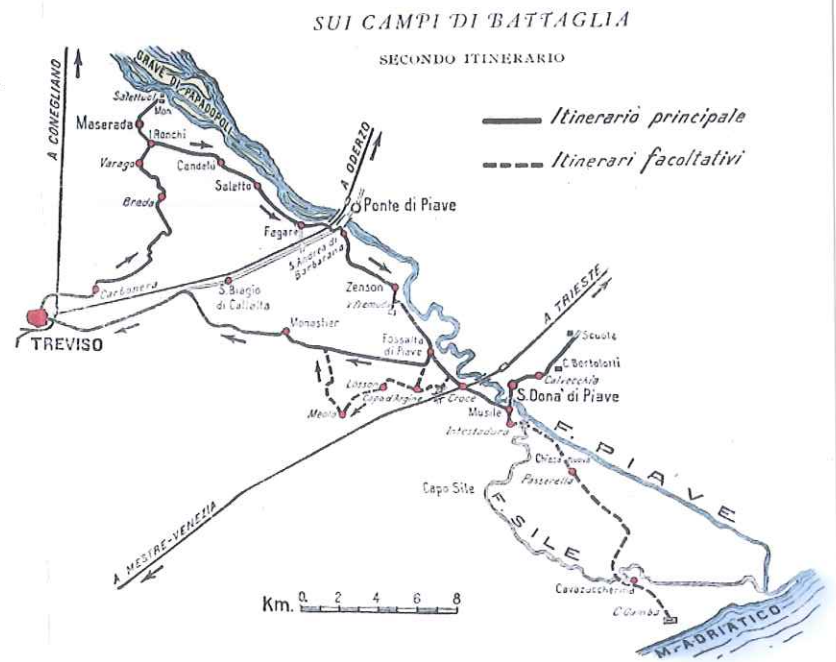 SUI CAMPI DI BATTAGLIA
SECONDO ITINERARIO
Itinerario principale
Itinerari facoltativi
A CONEGLIANO
GRAVE DI PAPADOPOLI
Salettuol
Mon
Maserada
I Ronchi
Varago
Candelù
Breda
Saletto
A ODERZO
Ponte di Piave
Fagarè
S. Andrea di
Barbarana
Carbonera
S. Biagio
di Callalta
Zenson
TREVISO
Monastier
Fossalta
di Piave
A TRIESTE
Scuole
C. Bortolotti
Calvecchia
Losson
Capo d'Argine
Croce
S. Donà di Piave
Meolo
Musile
Intestadura
F. PIAVE
Chiesanuova
Passarella
Capo Sile
F. SILE
A MESTRE-VENEZIA
Cavazuccherina
C. Gamba
Km. 0. 2 4 6 8
M. ADRIATICO